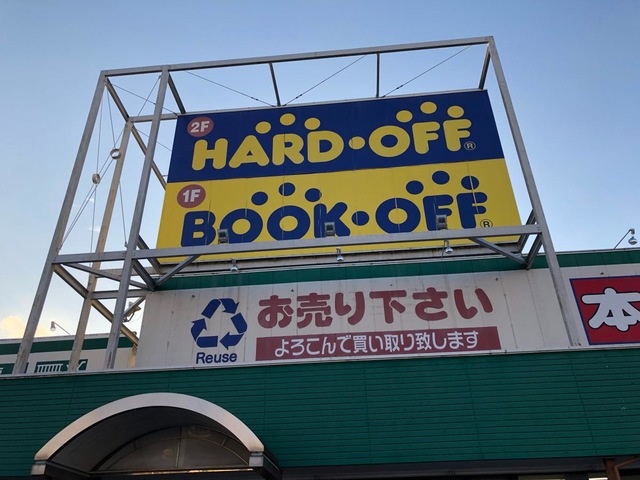 2F
HARD・OFF®
1F
BOOK・OFF®
お売り下さい
Reuse
よろこんで買い取り致します
本